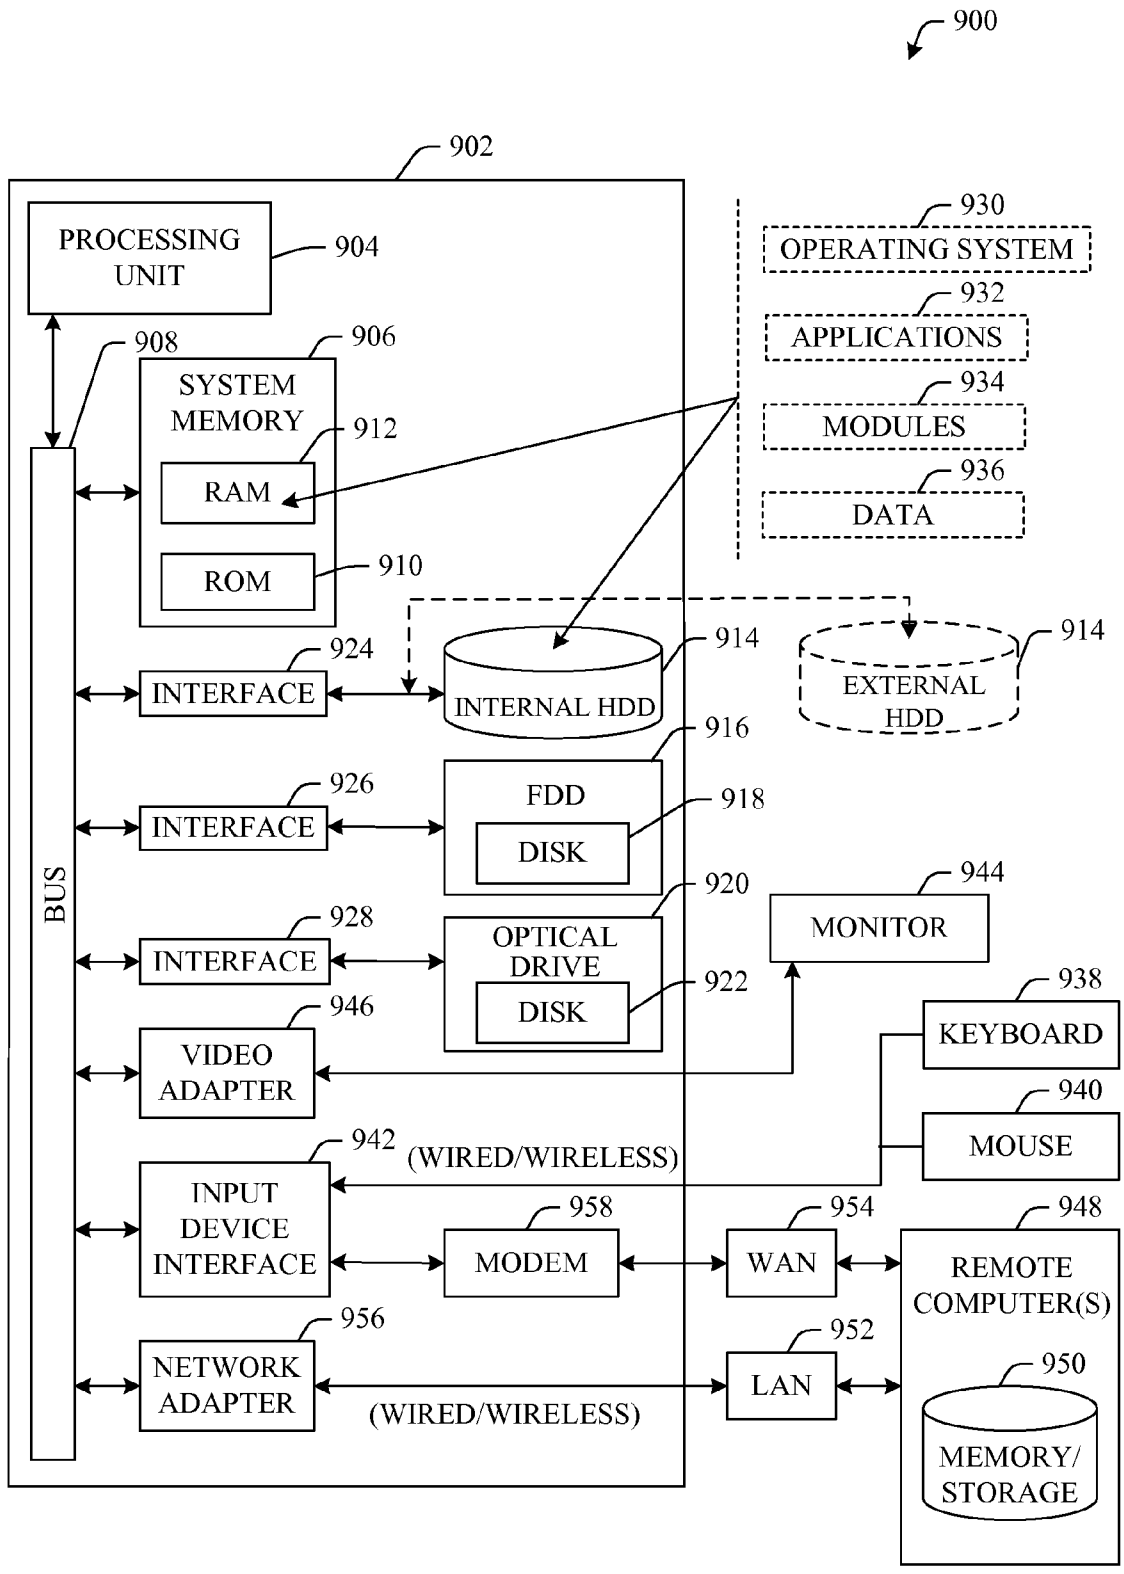 900
902
PROCESSING
UNIT
904
930
OPERATING SYSTEM
932
APPLICATIONS
934
MODULES
936
DATA
908
906
SYSTEM
MEMORY
912
RAM
910
ROM
924
INTERFACE
914
INTERNAL HDD
914
EXTERNAL
HDD
916
FDD
918
DISK
926
INTERFACE
BUS
920
OPTICAL
DRIVE
922
DISK
928
INTERFACE
944
MONITOR
946
VIDEO
ADAPTER
938
KEYBOARD
940
MOUSE
942
(WIRED/WIRELESS)
INPUT
DEVICE
INTERFACE
958
MODEM
954
WAN
948
REMOTE
COMPUTER(S)
956
NETWORK
ADAPTER
(WIRED/WIRELESS)
952
LAN
950
MEMORY/
STORAGE